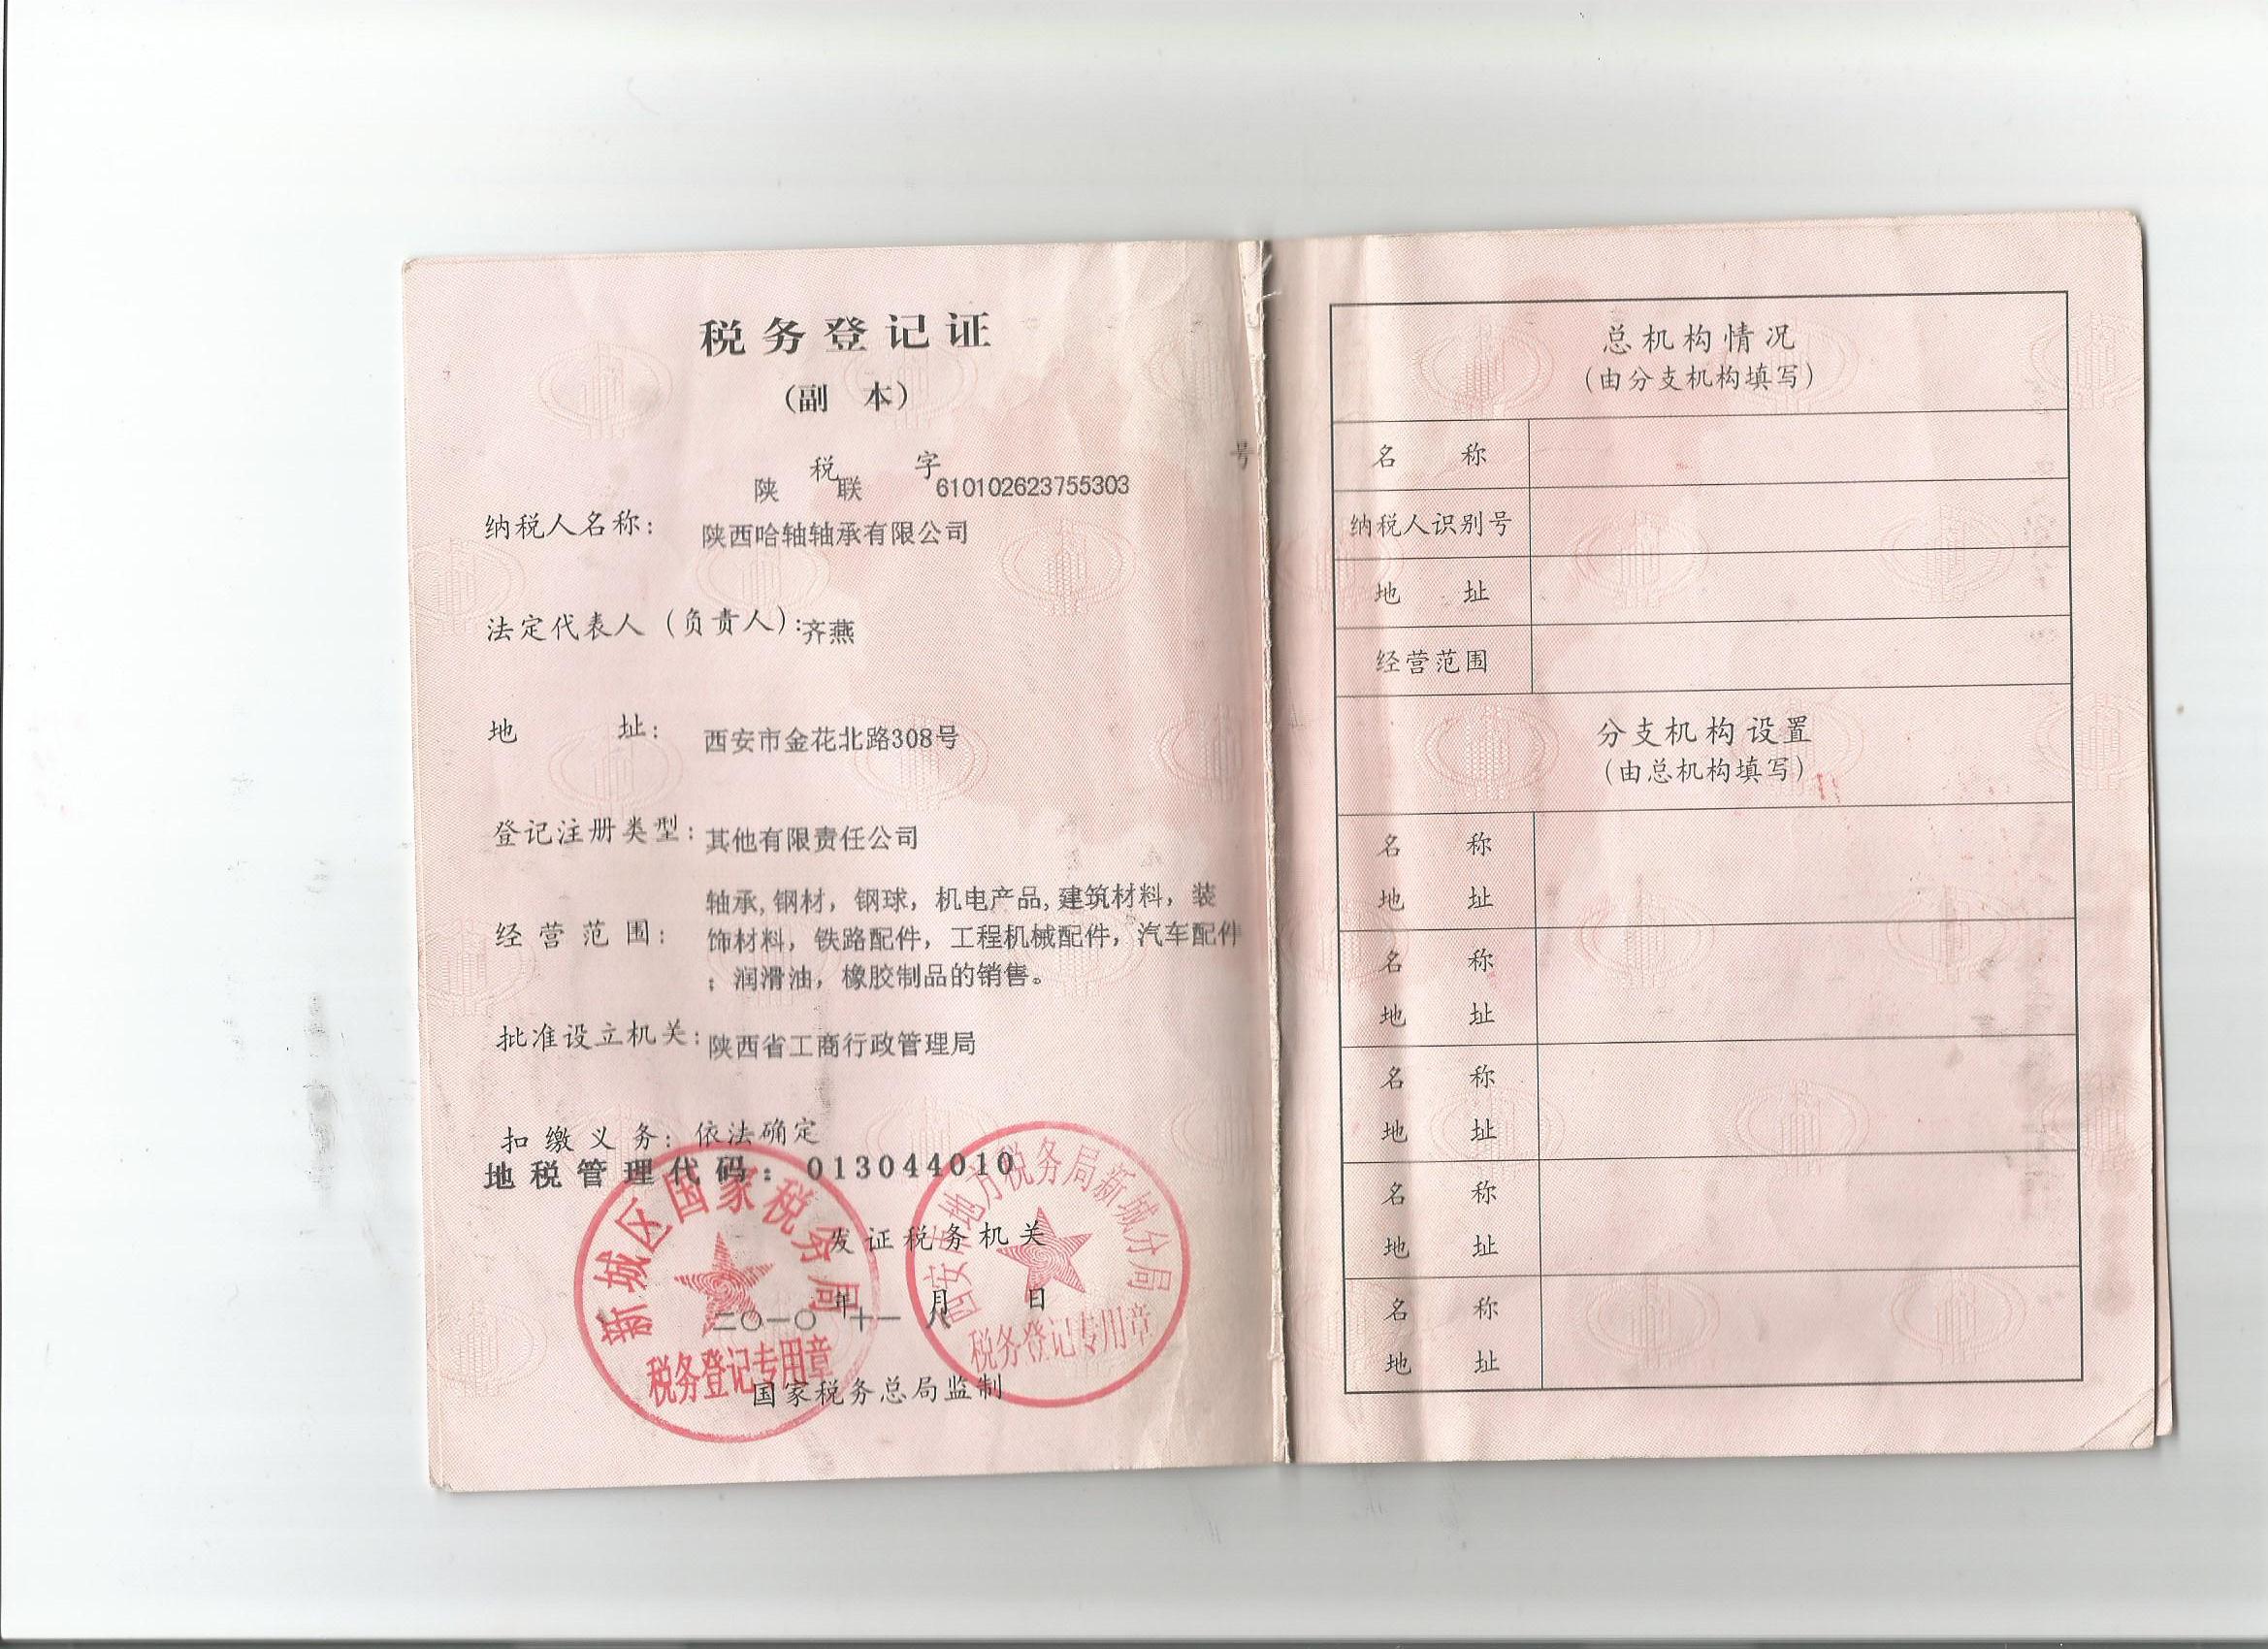 税务登记证
（副 本）
税 字 号
陕 联 610102623755303
纳税人名称： 陕西哈轴轴承有限公司
法定代表人（负责人）：齐燕
地 址： 西安市金花北路308号
登记注册类型：其他有限责任公司
轴承,钢材，钢球，机电产品,建筑材料，装
经营范围： 饰材料，铁路配件，工程机械配件，汽车配件
；润滑油，橡胶制品的销售。
批准设立机关：陕西省工商行政管理局
扣缴义务：依法确定
地税管理代码：013044010
发证税务机关
年 月 日
二〇一〇 十一 八
国家税务总局监制
新城区国家税务局
税务登记专用章
西安市地方税务局新城分局
税务登记专用章
总机构情况
（由分支机构填写）
名 称
纳税人识别号
地 址
经营范围
分支机构设置
（由总机构填写）
名 称
地 址
名 称
地 址
名 称
地 址
名 称
地 址
名 称
地 址